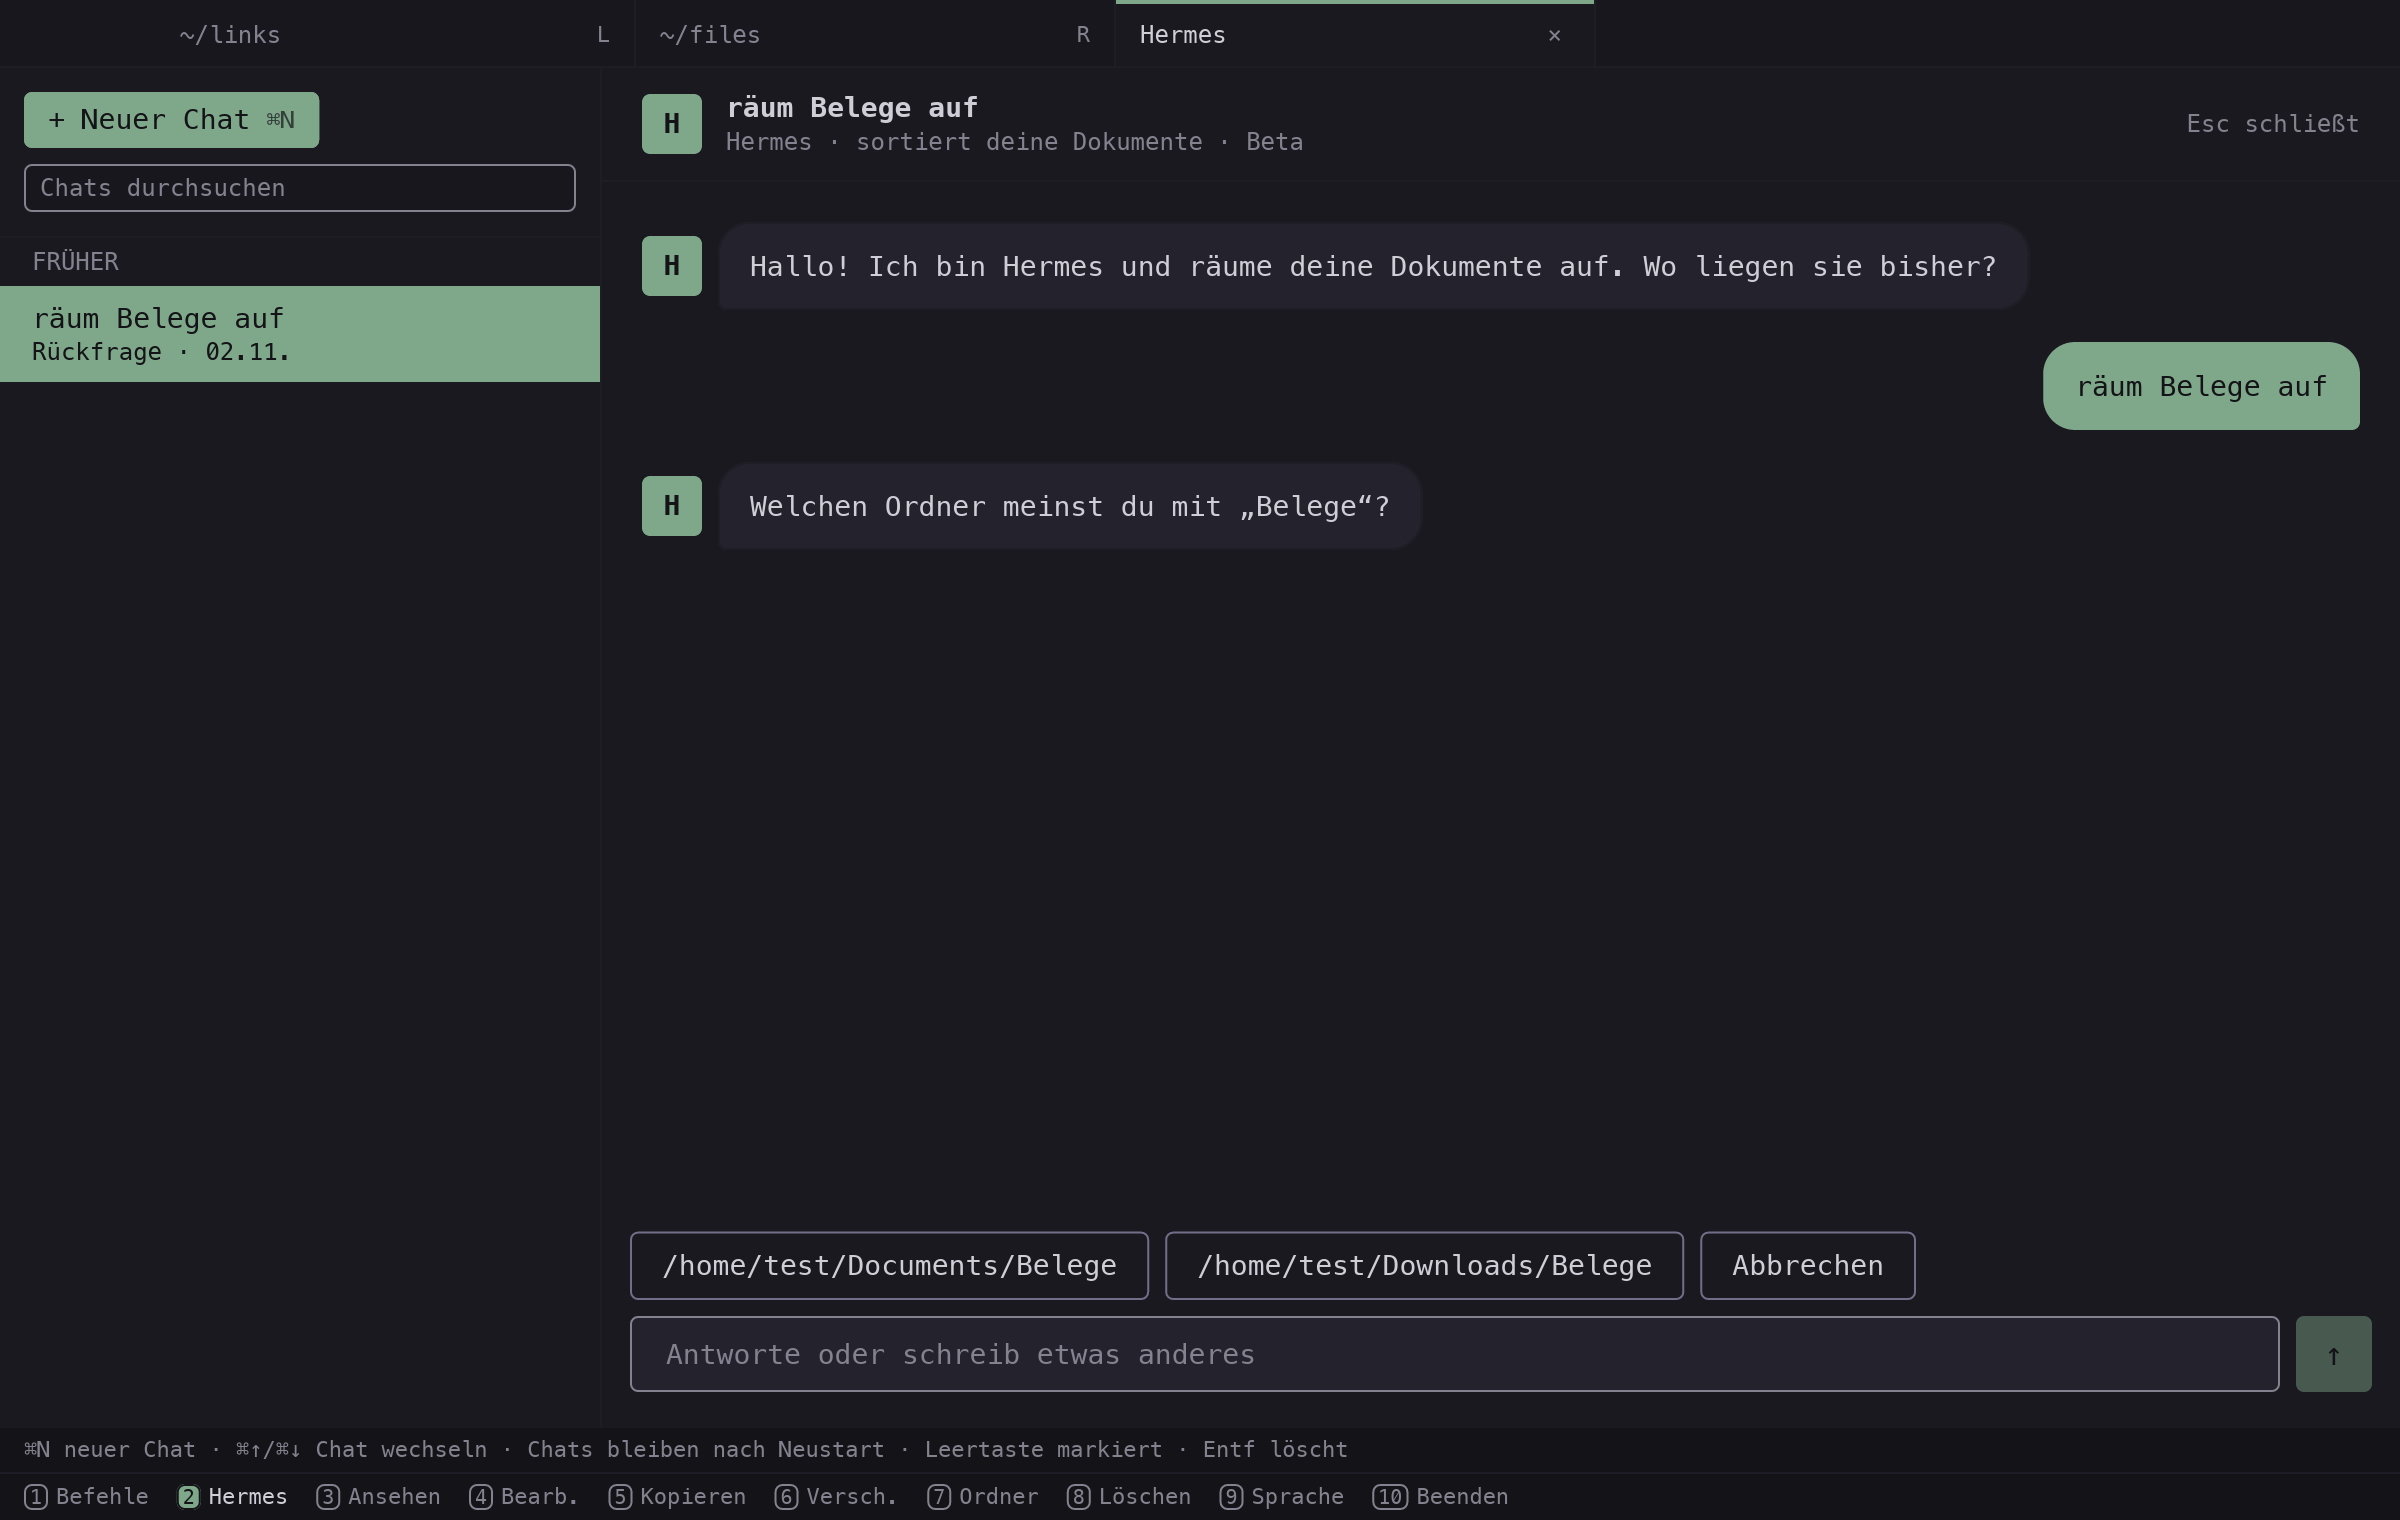 ~/links L ~/files R Hermes ×
+ Neuer Chat ⌘N
Chats durchsuchen
FRÜHER
räum Belege auf
Rückfrage · 02.11.
H
räum Belege auf
Hermes · sortiert deine Dokumente · Beta
Esc schließt
H
Hallo! Ich bin Hermes und räume deine Dokumente auf. Wo liegen sie bisher?
räum Belege auf
H
Welchen Ordner meinst du mit „Belege“?
/home/test/Documents/Belege /home/test/Downloads/Belege Abbrechen
Antworte oder schreib etwas anderes ↑
⌘N neuer Chat · ⌘↑/⌘↓ Chat wechseln · Chats bleiben nach Neustart · Leertaste markiert · Entf löscht
1 Befehle 2 Hermes 3 Ansehen 4 Bearb. 5 Kopieren 6 Versch. 7 Ordner 8 Löschen 9 Sprache 10 Beenden